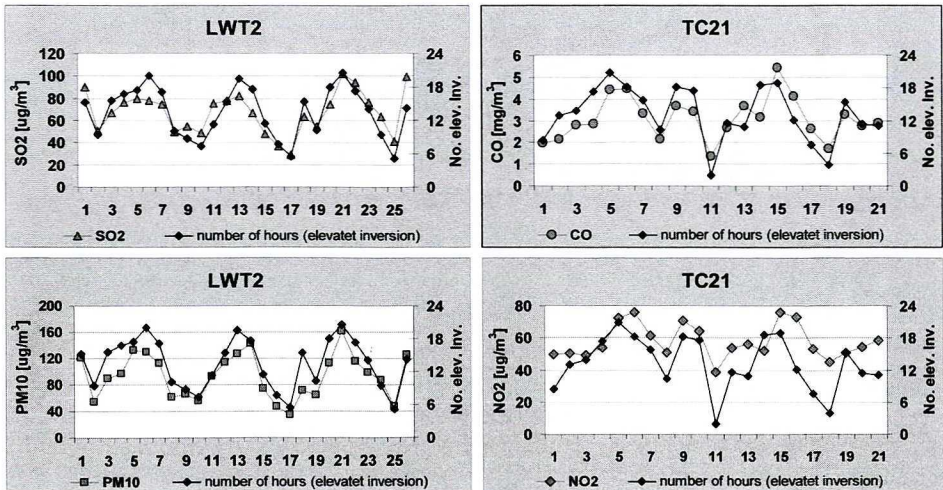 LWT2
SO2 [ug/m³]
120
100
80
60
40
20
0
24
18
12
6
0
No. elev. Inv.
1 3 5 7 9 11 13 15 17 19 21 23 25
SO2 number of hours (elevatet inversion)
TC21
CO [mg/m³]
6
5
4
3
2
1
0
24
18
12
6
0
No. elev. Inv.
1 3 5 7 9 11 13 15 17 19 21
CO number of hours (elevatet inversion)
LWT2
PM10 [ug/m³]
200
160
120
80
40
0
24
18
12
6
0
No. elev. Inv.
1 3 5 7 9 11 13 15 17 19 21 23 25
PM10 number of hours (elevatet inversion)
TC21
NO2 [ug/m³]
80
60
40
20
0
24
18
12
6
0
No. elev. Inv.
1 3 5 7 9 11 13 15 17 19 21
NO2 number of hours (elevatet inversion)